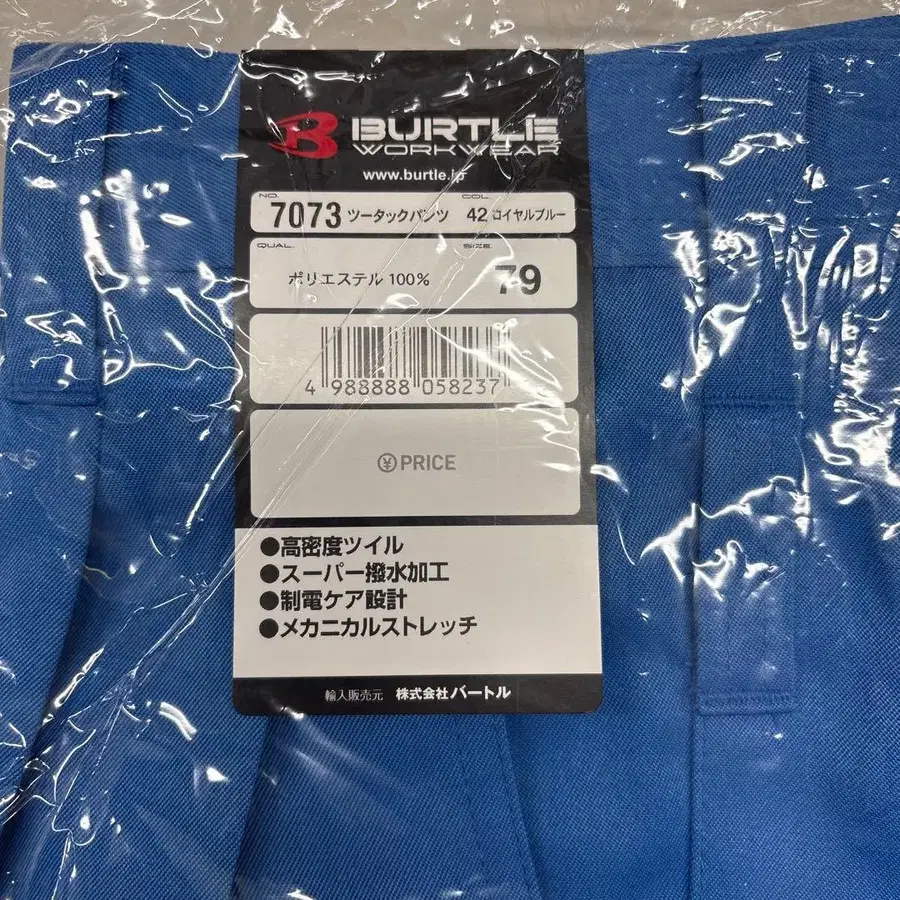 B BURTLE
WORKWEAR
www.burtle.jp
NO. COL.
7073 ツータックパンツ 42 ロイヤルブルー
QUAL. SIZE
ポリエステル 100% 79
4 988888 058237
¥PRICE
●高密度ツイル
●スーパー撥水加工
●制電ケア設計
●メカニカルストレッチ
輸入販売元 株式会社バートル